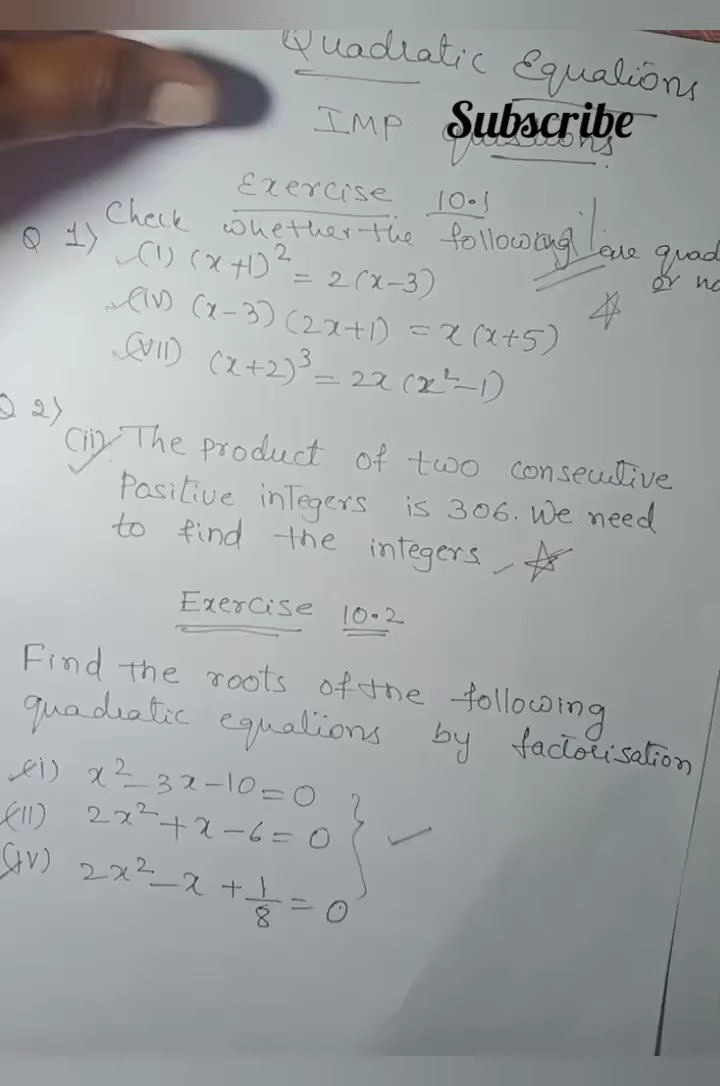 Quadratic Equations
IMP Subscribe
Exercise 10.1
Q 1) Check whether the following are quad
or no
(i) (x+1)² = 2(x-3)
(iv) (x-3)(2x+1) = x(x+5)
(vii) (x+2)³ = 2x(x²-1)
Q 2)
(ii) The product of two consecutive
Positive integers is 306. We need
to find the integers
Exercise 10.2
Find the roots of the following
quadratic equations by factorisation
(i) x²-3x-10=0
(ii) 2x²+x-6=0
(iv) 2x²-x+1/8=0